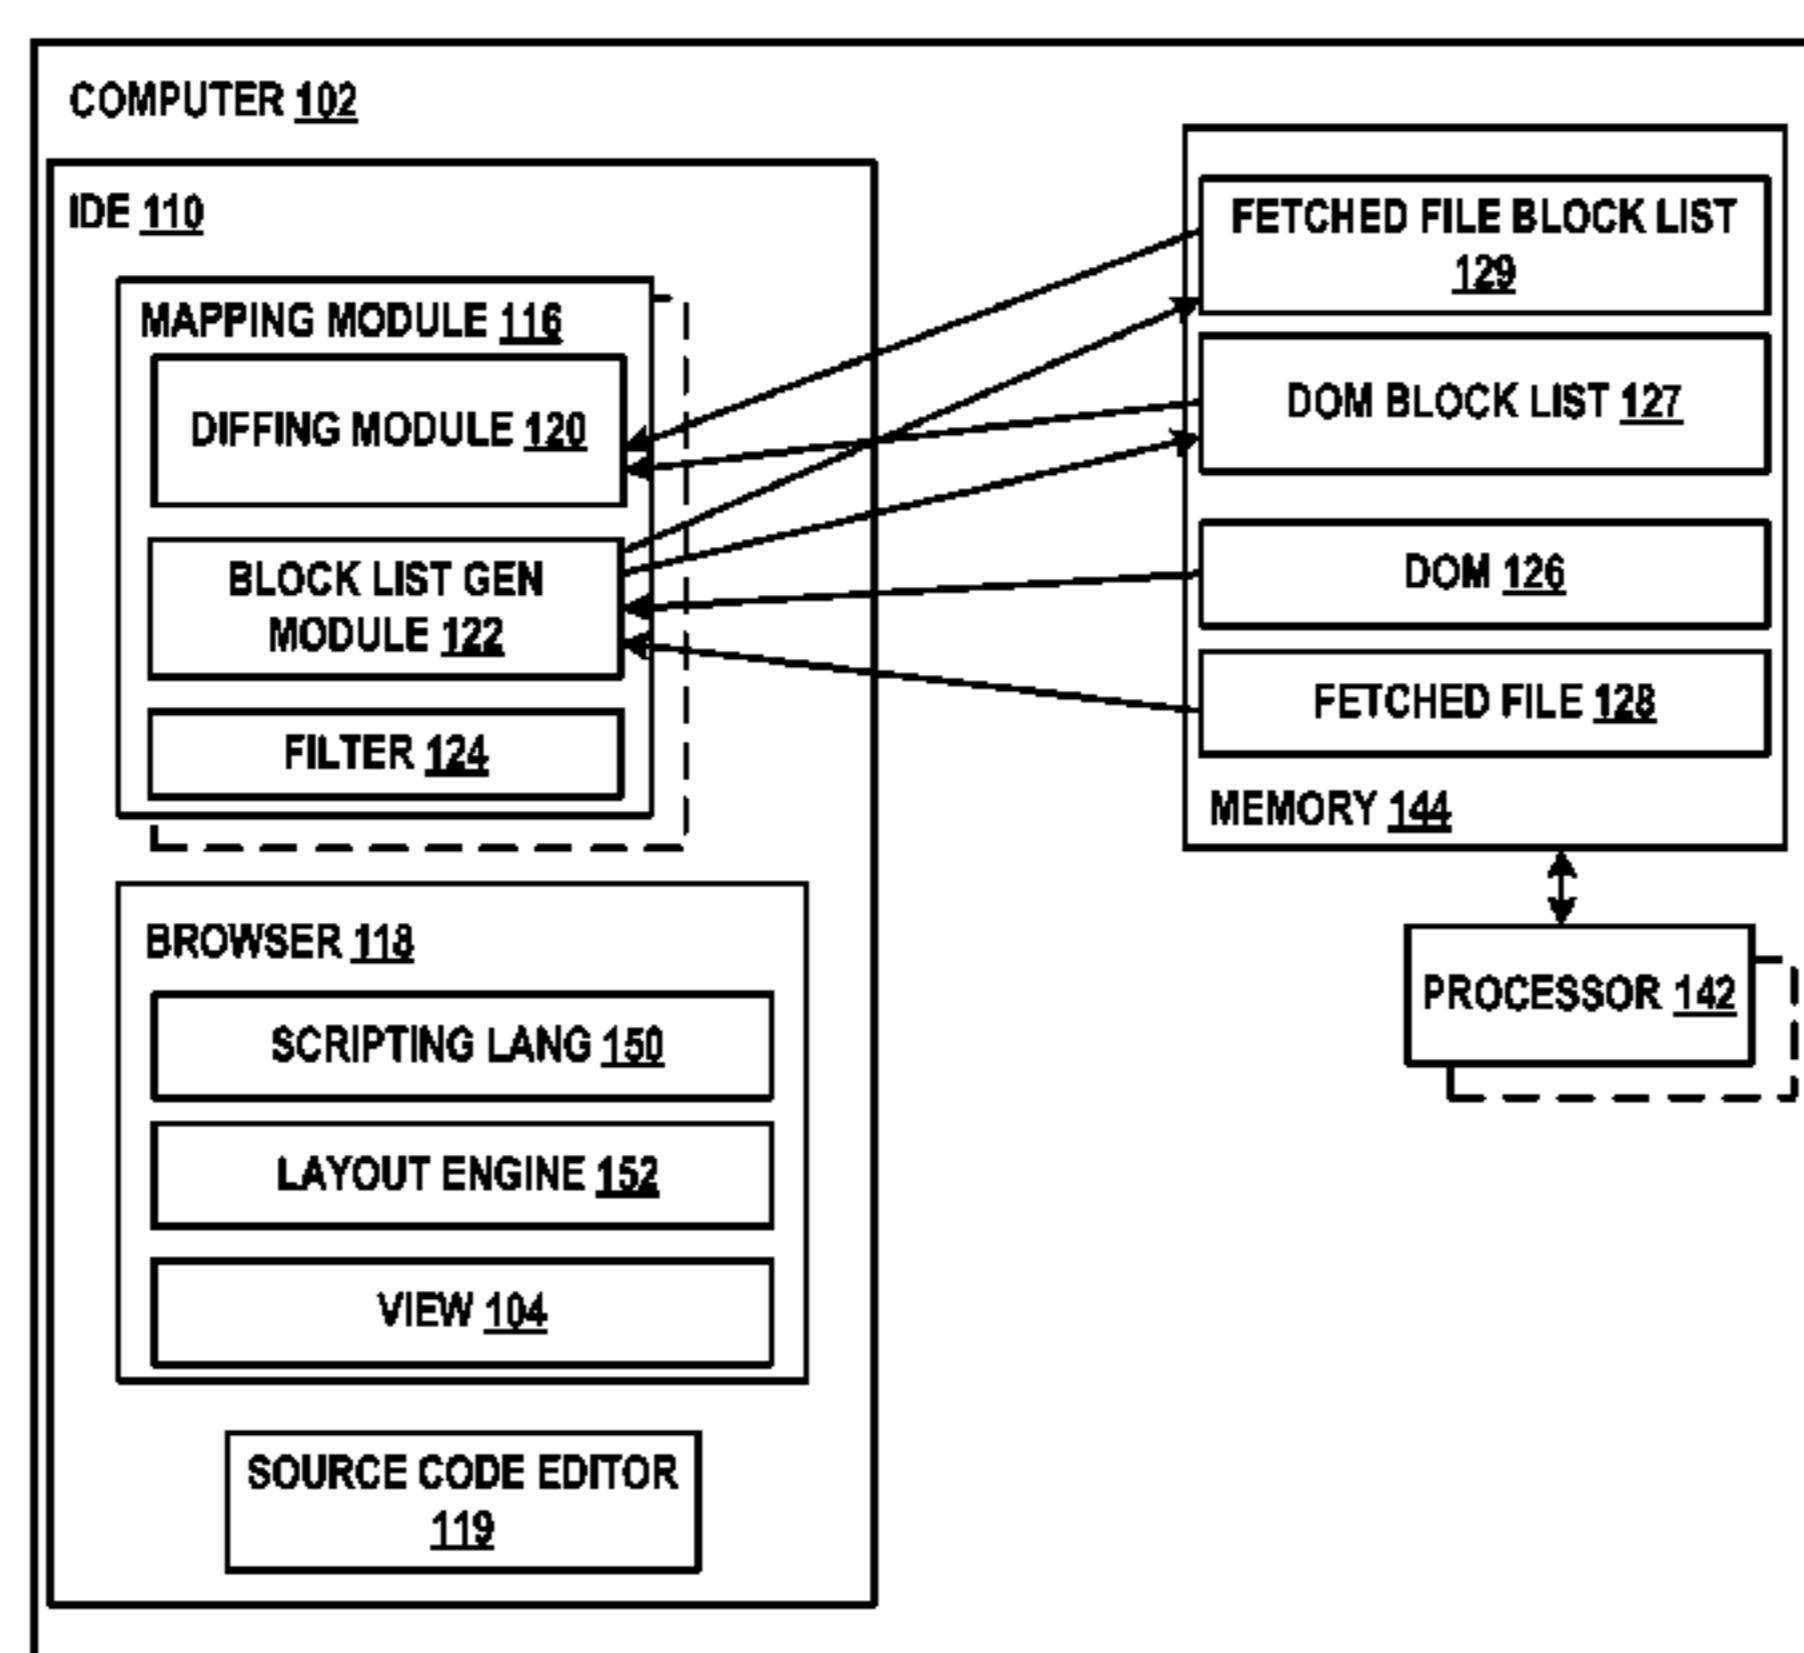 COMPUTER 102
IDE 110
MAPPING MODULE 116
DIFFING MODULE 120
BLOCK LIST GEN
MODULE 122
FILTER 124
BROWSER 118
SCRIPTING LANG 150
LAYOUT ENGINE 152
VIEW 104
SOURCE CODE EDITOR
119
FETCHED FILE BLOCK LIST
129
DOM BLOCK LIST 127
DOM 126
FETCHED FILE 128
MEMORY 144
PROCESSOR 142